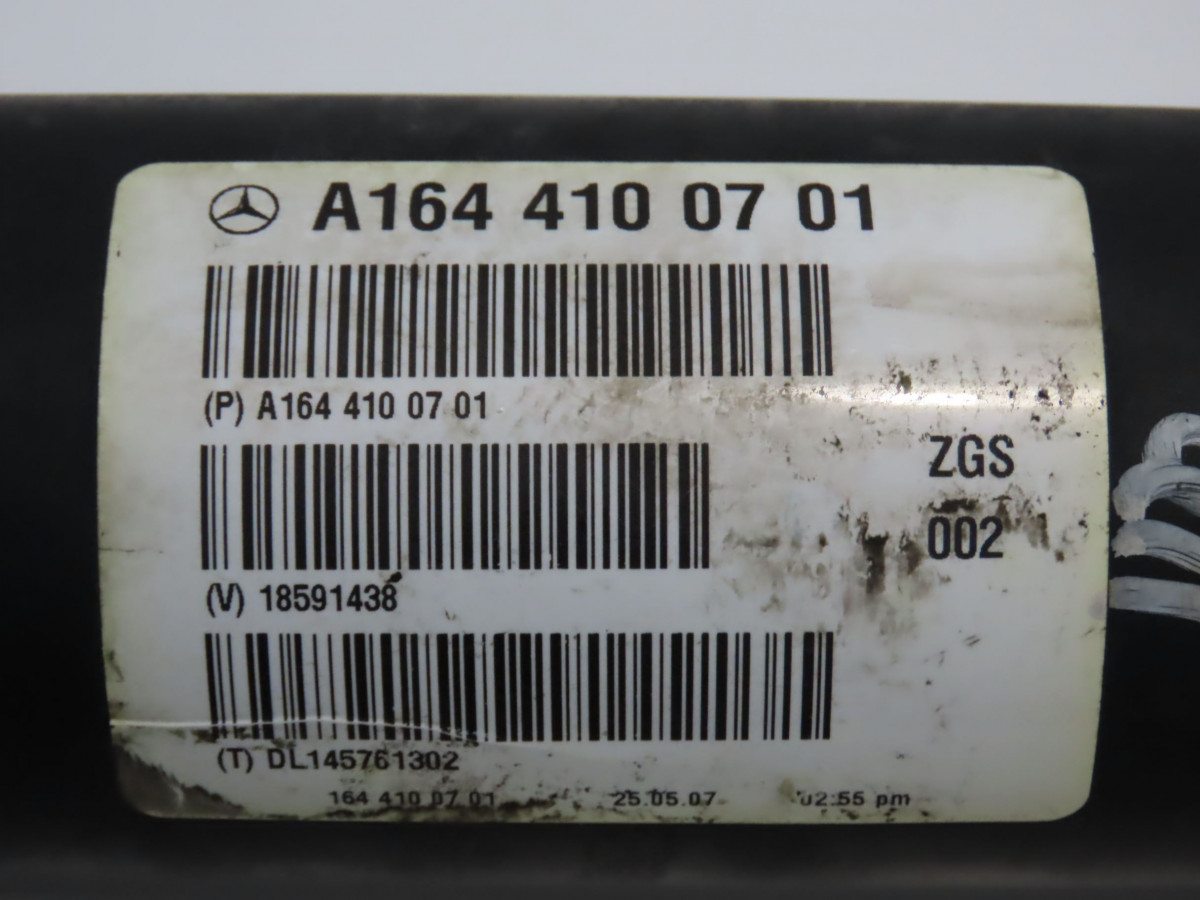 A164 410 07 01
(P) A164 410 07 01
ZGS
002
(V) 18591438
(T) DL145761302
164 410 07 01 25.05.07 02:55 pm